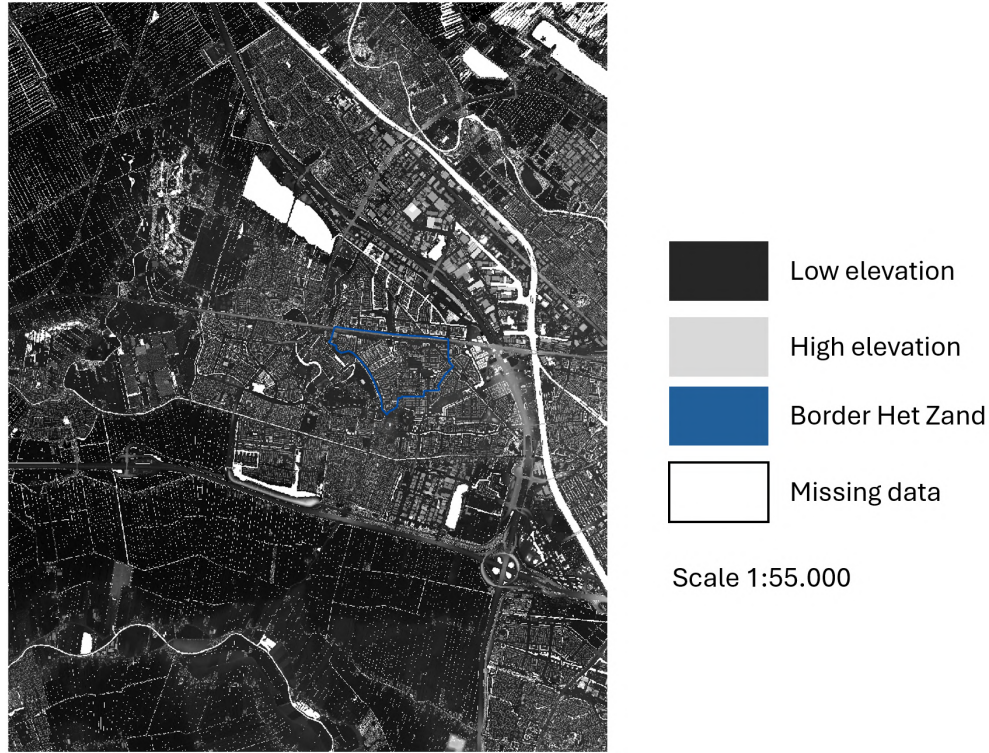 Low elevation
High elevation
Border Het Zand
Missing data
Scale 1:55.000